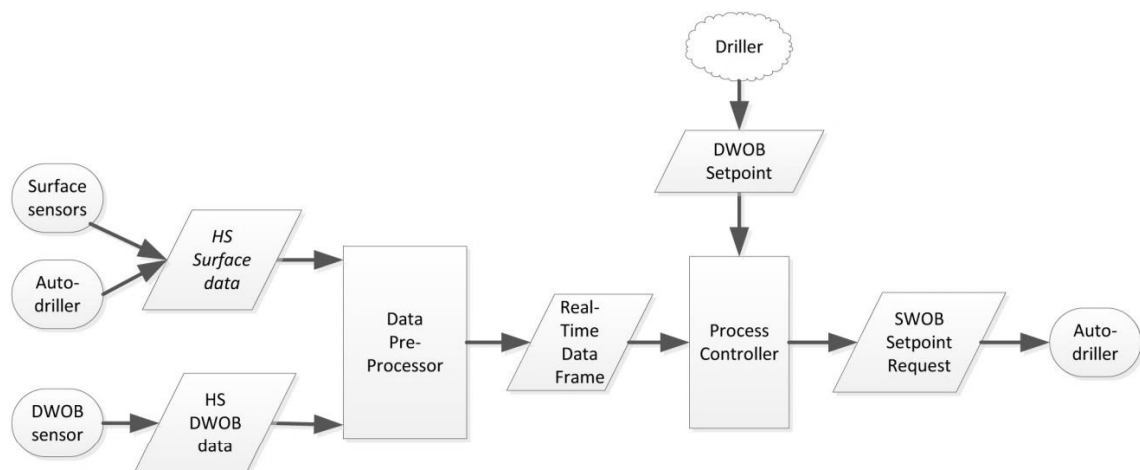 Driller
DWOB
Setpoint
Surface
sensors
HS
Surface
data
Auto-
driller
Data
Pre-
Processor
Real-
Time
Data
Frame
Process
Controller
SWOB
Setpoint
Request
Auto-
driller
DWOB
sensor
HS
DWOB
data